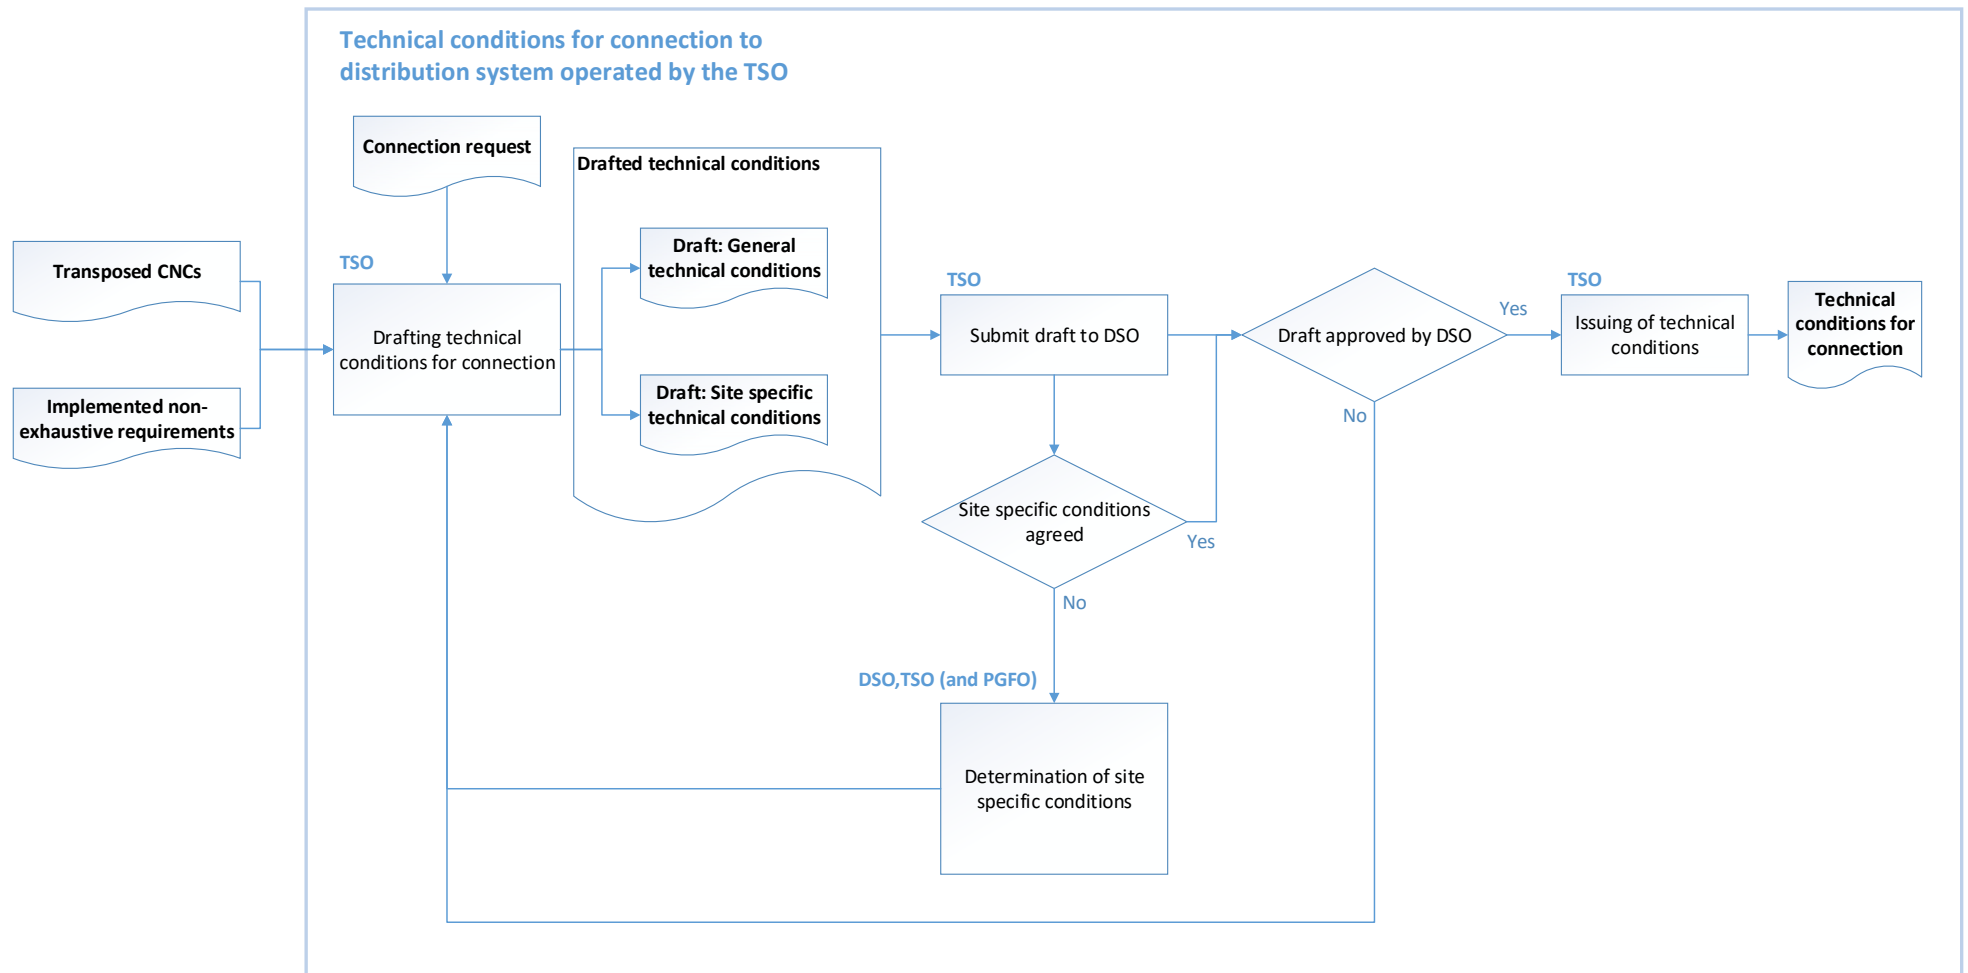 Technical conditions for connection to
distribution system operated by the TSO
Connection request
Drafted technical conditions
Transposed CNCs
Implemented non-
exhaustive requirements
TSO
Drafting technical
conditions for connection
Draft: General
technical conditions
Draft: Site specific
technical conditions
TSO
Submit draft to DSO
Site specific conditions
agreed
Yes
No
DSO,TSO (and PGFO)
Determination of site
specific conditions
Draft approved by DSO
Yes
No
TSO
Issuing of technical
conditions
Technical
conditions for
connection